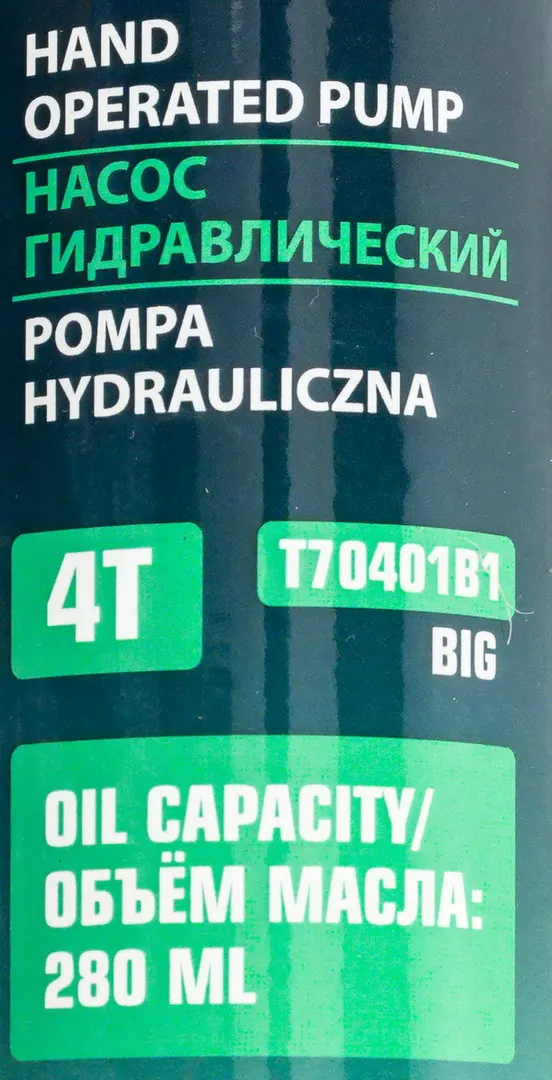 HAND
OPERATED PUMP
НАСОС
ГИДРАВЛИЧЕСКИЙ
POMPA
HYDRAULICZNA
4T
T70401B1
BIG
OIL CAPACITY/
ОБЪЁМ МАСЛА:
280 ML